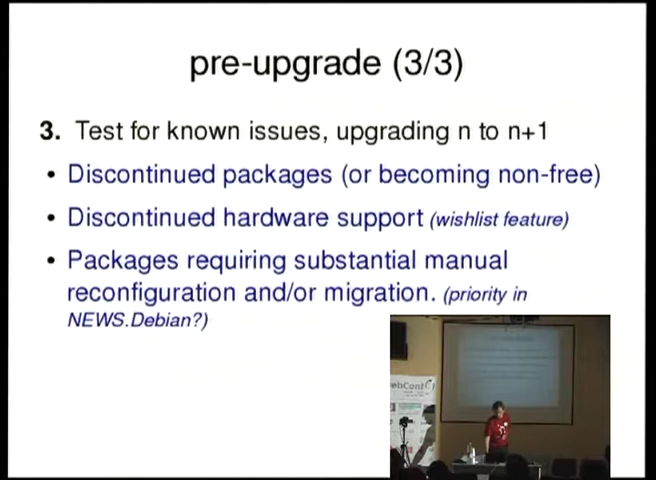 pre-upgrade (3/3)
3. Test for known issues, upgrading n to n+1
• Discontinued packages (or becoming non-free)
• Discontinued hardware support (wishlist feature)
• Packages requiring substantial manual
reconfiguration and/or migration. (priority in
NEWS.Debian?)
ebConf